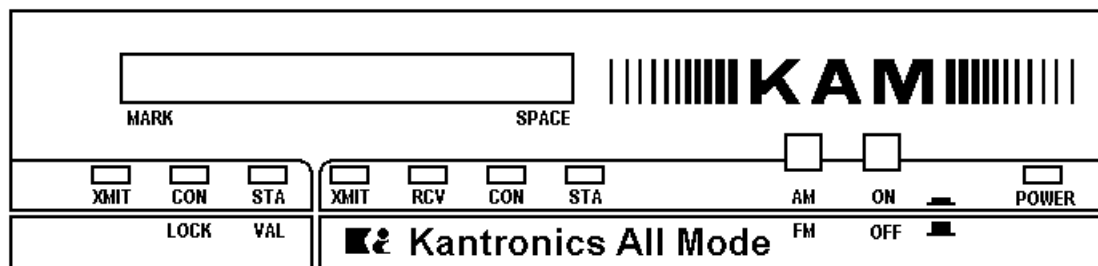 KAM
MARK SPACE
XMIT CON STA XMIT RCV CON STA AM ON POWER
LOCK VAL Kantronics All Mode FM OFF